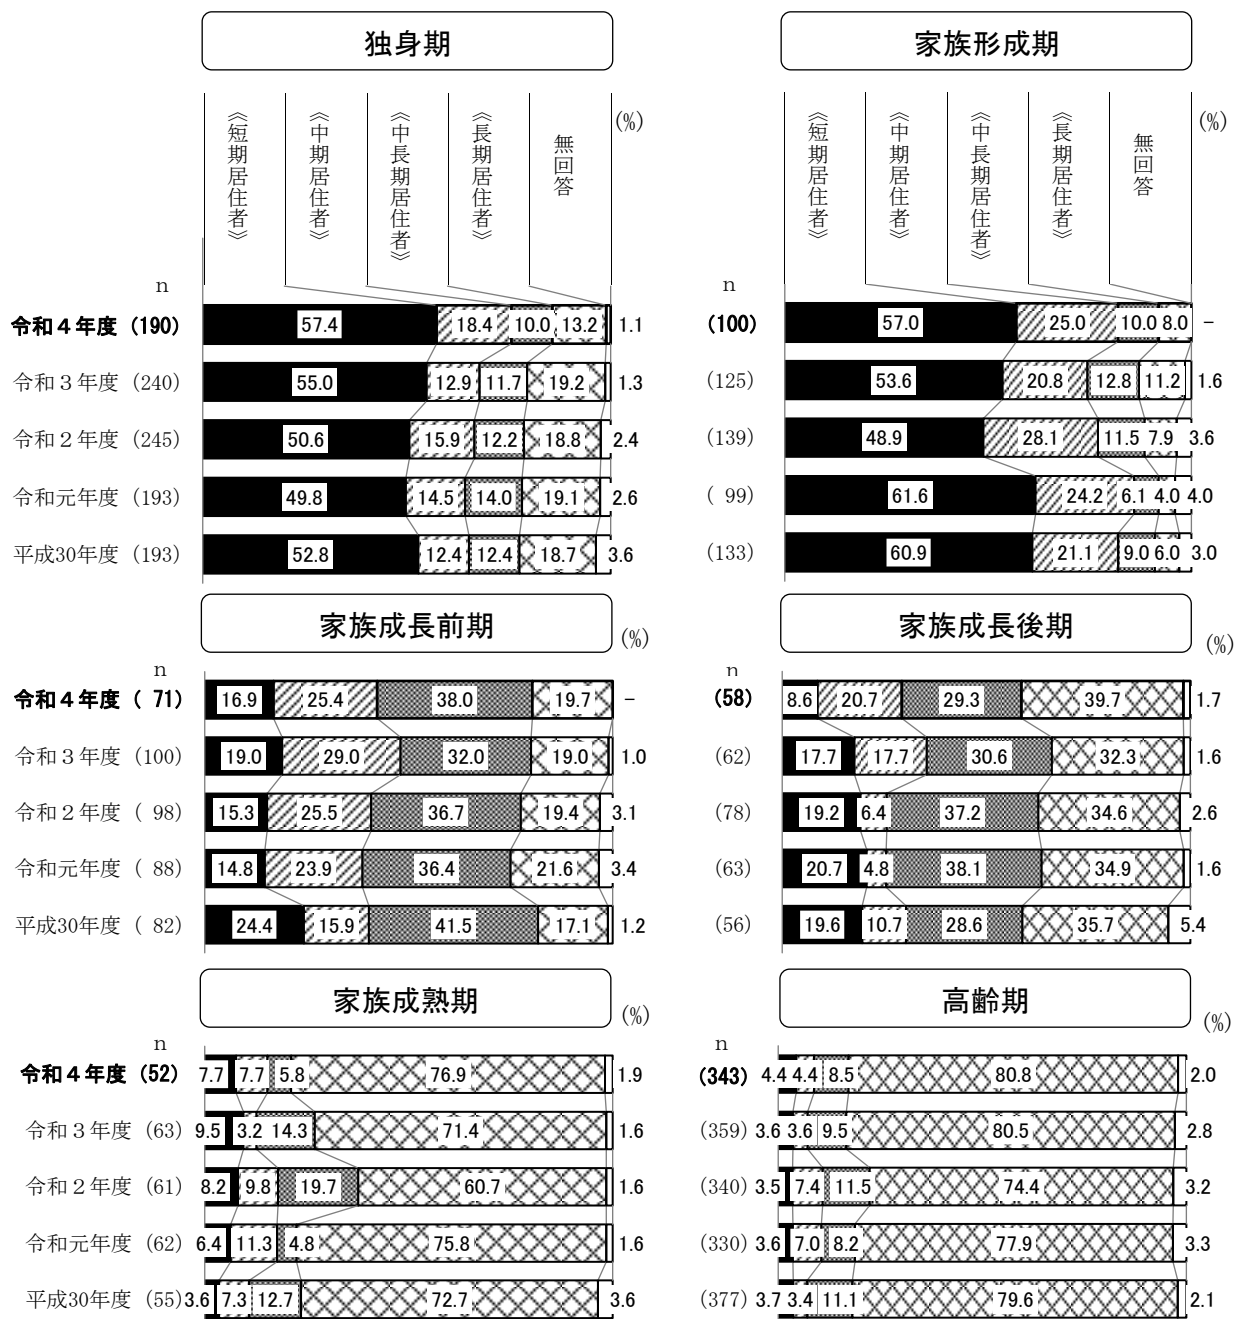 独身期
家族形成期
《短期居住者》 《中期居住者》 《中長期居住者》 《長期居住者》 無回答 (%)
《短期居住者》 《中期居住者》 《中長期居住者》 《長期居住者》 無回答 (%)
n
令和４年度 (190) 57.4 18.4 10.0 13.2 1.1
(100) 57.0 25.0 10.0 8.0 −
令和３年度 (240) 55.0 12.9 11.7 19.2 1.3
(125) 53.6 20.8 12.8 11.2 1.6
令和２年度 (245) 50.6 15.9 12.2 18.8 2.4
(139) 48.9 28.1 11.5 7.9 3.6
令和元年度 (193) 49.8 14.5 14.0 19.1 2.6
( 99) 61.6 24.2 6.1 4.0 4.0
平成30年度 (193) 52.8 12.4 12.4 18.7 3.6
(133) 60.9 21.1 9.0 6.0 3.0
家族成長前期 (%)
家族成長後期 (%)
n
n
令和４年度 ( 71) 16.9 25.4 38.0 19.7 −
(58) 8.6 20.7 29.3 39.7 1.7
令和３年度 (100) 19.0 29.0 32.0 19.0 1.0
(62) 17.7 17.7 30.6 32.3 1.6
令和２年度 ( 98) 15.3 25.5 36.7 19.4 3.1
(78) 19.2 6.4 37.2 34.6 2.6
令和元年度 ( 88) 14.8 23.9 36.4 21.6 3.4
(63) 20.7 4.8 38.1 34.9 1.6
平成30年度 ( 82) 24.4 15.9 41.5 17.1 1.2
(56) 19.6 10.7 28.6 35.7 5.4
家族成熟期 (%)
高齢期 (%)
n
n
令和４年度 (52) 7.7 7.7 5.8 76.9 1.9
(343) 4.4 4.4 8.5 80.8 2.0
令和３年度 (63) 9.5 3.2 14.3 71.4 1.6
(359) 3.6 3.6 9.5 80.5 2.8
令和２年度 (61) 8.2 9.8 19.7 60.7 1.6
(340) 3.5 7.4 11.5 74.4 3.2
令和元年度 (62) 6.4 11.3 4.8 75.8 1.6
(330) 3.6 7.0 8.2 77.9 3.3
平成30年度 (55) 3.6 7.3 12.7 72.7 3.6
(377) 3.7 3.4 11.1 79.6 2.1